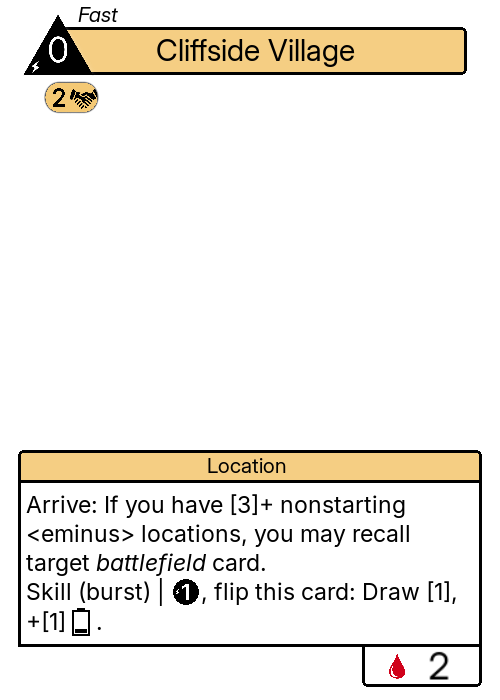 Fast
0
Cliffside Village
2
Location
Arrive: If you have [3]+ nonstarting
<eminus> locations, you may recall
target battlefield card.
Skill (burst) | 1, flip this card: Draw [1],
+[1] .
2